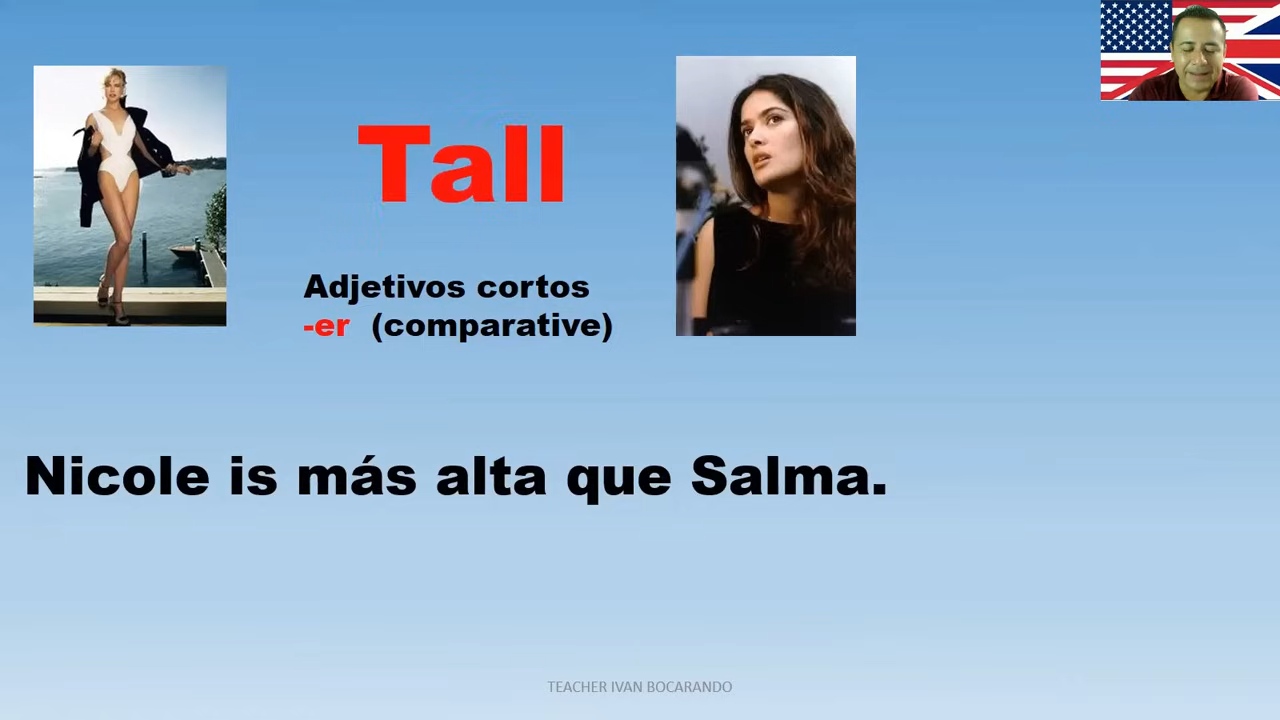 Tall
Adjetivos cortos
-er (comparative)
Nicole is más alta que Salma.
TEACHER IVAN BOCARANDO